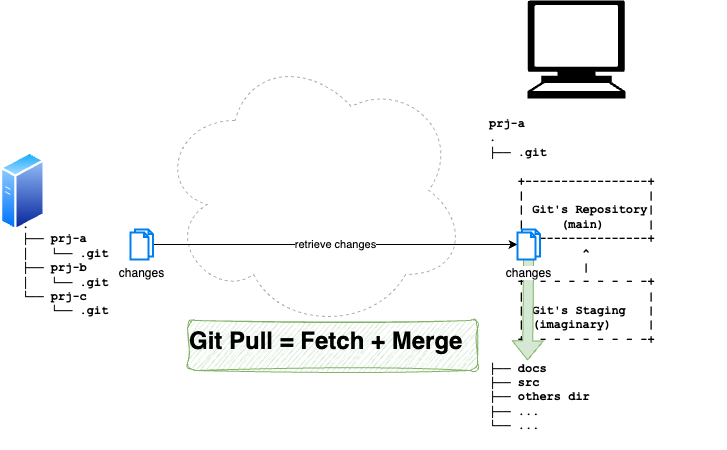 prj-a
.
├── .git
+-----------------+
Git's Repository
(main)
+-----------------+
^
|
+- - - - - - - - -+
Git's Staging
(imaginary)
+- - - - - - - - -+
├── docs
├── src
├── others dir
├── ...
└── ...
.
├── prj-a
│   └── .git
├── prj-b
│   └── .git
└── prj-c
└── .git
changes
retrieve changes
changes
Git Pull = Fetch + Merge